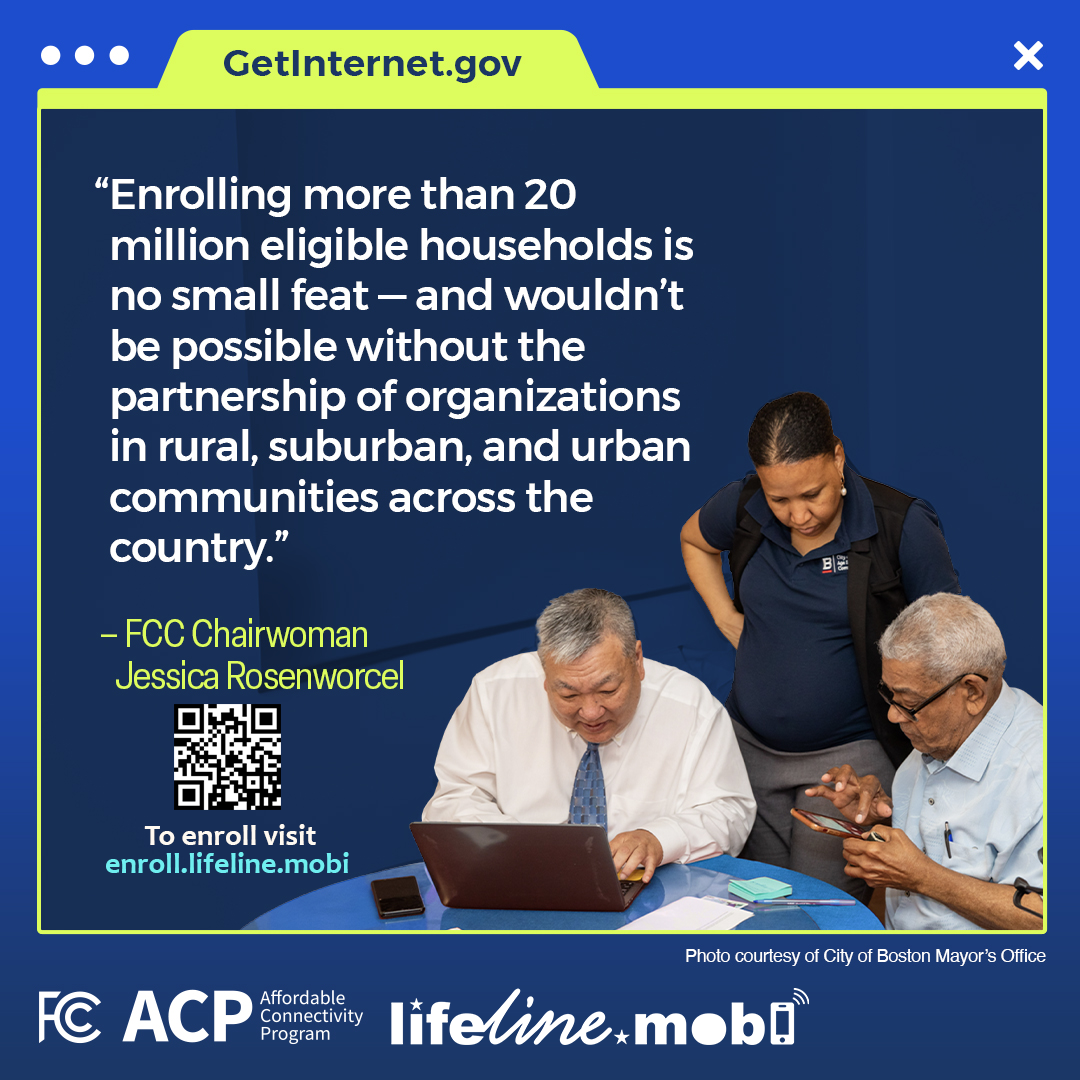 GetInternet.gov
“Enrolling more than 20
million eligible households is
no small feat — and wouldn’t
be possible without the
partnership of organizations
in rural, suburban, and urban
communities across the
country.”
– FCC Chairwoman
Jessica Rosenworcel
To enroll visit
enroll.lifeline.mobi
Photo courtesy of City of Boston Mayor’s Office
FCC ACP Affordable
Connectivity
Program
lifeline.mobi